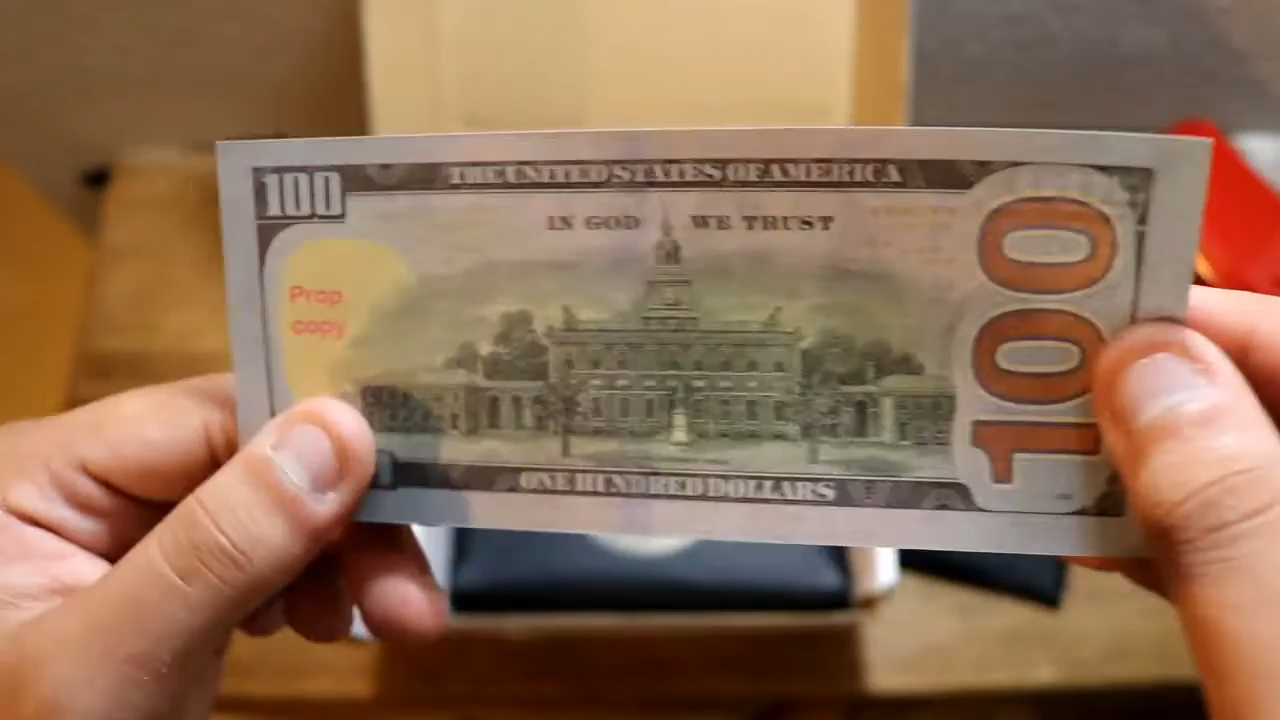 100
THE UNITED STATES OF AMERICA
IN GOD WE TRUST
100
Prop
copy
ONE HUNDRED DOLLARS